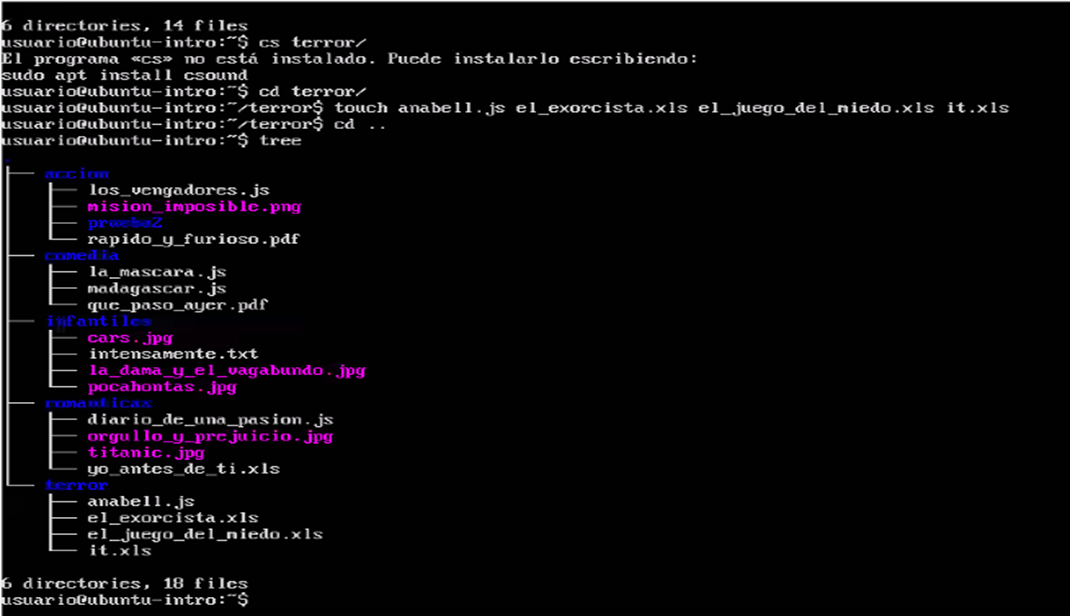 6 directories, 14 files
usuario@ubuntu-intro:~$ cs terror/
El programa «cs» no está instalado. Puede instalarlo escribiendo:
sudo apt install csound
usuario@ubuntu-intro:~$ cd terror/
usuario@ubuntu-intro:~/terror$ touch anabell.js el_exorcista.xls el_juego_del_miedo.xls it.xls
usuario@ubuntu-intro:~/terror$ cd ..
usuario@ubuntu-intro:~$ tree
.
├── accion
│   ├── los_vengadores.js
│   ├── mision_imposible.png
│   ├── prueba2
│   └── rapido_y_furioso.pdf
├── comedia
│   ├── la_mascara.js
│   ├── madagascar.js
│   └── que_paso_ayer.pdf
├── infantiles
│   ├── cars.jpg
│   ├── intensamente.txt
│   ├── la_dama_y_el_vagabundo.jpg
│   └── pocahontas.jpg
├── romanticas
│   ├── diario_de_una_pasion.js
│   ├── orgullo_y_prejuicio.jpg
│   ├── titanic.jpg
│   └── yo_antes_de_ti.xls
└── terror
    ├── anabell.js
    ├── el_exorcista.xls
    ├── el_juego_del_miedo.xls
    └── it.xls
6 directories, 18 files
usuario@ubuntu-intro:~$